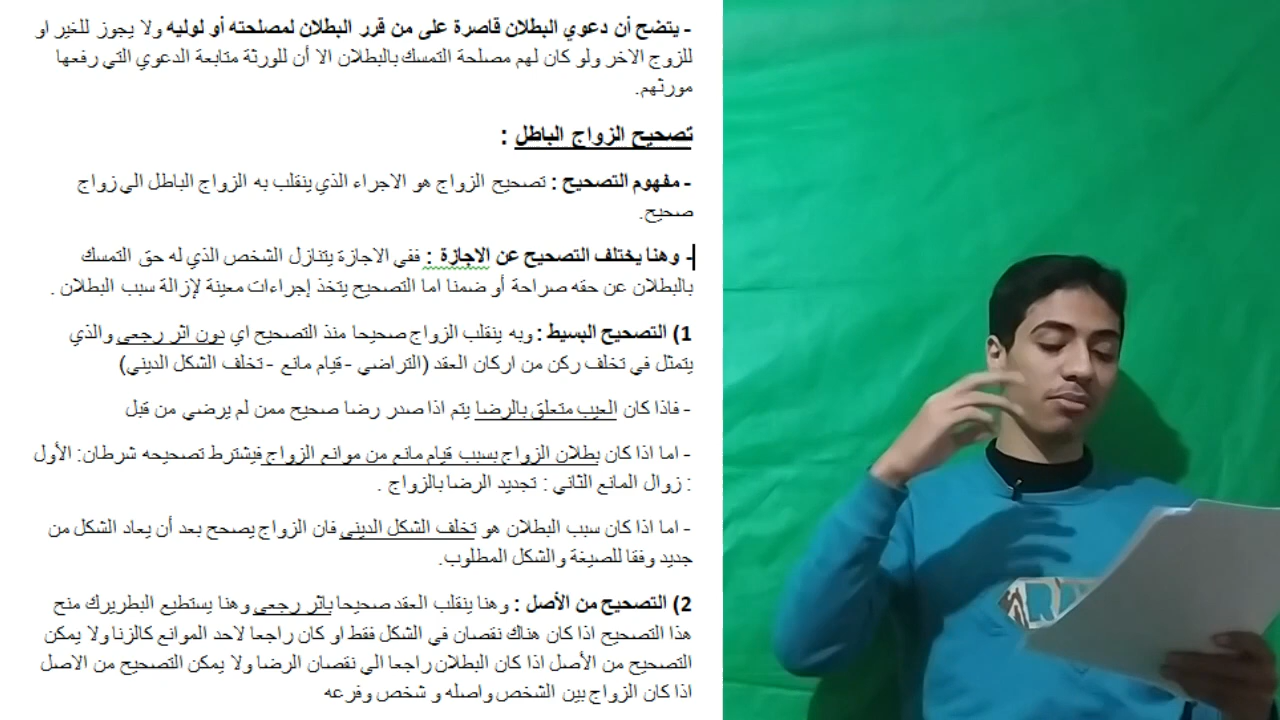 - يتضح أن دعوي البطلان قاصرة على من قرر البطلان لمصلحته أو لوليه ولا يجوز للغير او
للزوج الاخر ولو كان لهم مصلحة التمسك بالبطلان الا أن للورثة متابعة الدعوي التي رفعها
مورثهم.
تصحيح الزواج الباطل :
- مفهوم التصحيح : تصحيح الزواج هو الاجراء الذي ينقلب به الزواج الباطل الي زواج
صحيح.
- وهنا يختلف التصحيح عن الاجازة : ففي الاجازة يتنازل الشخص الذي له حق التمسك
بالبطلان عن حقه صراحة أو ضمنا اما التصحيح يتخذ إجراءات معينة لإزالة سبب البطلان .
1) التصحيح البسيط : وبه ينقلب الزواج صحيحا منذ التصحيح اي دون اثر رجعي والذي
يتمثل في تخلف ركن من اركان العقد (التراضي - قيام مانع - تخلف الشكل الديني)
- فاذا كان العيب متعلق بالرضا يتم اذا صدر رضا صحيح ممن لم يرضي من قبل
- اما اذا كان بطلان الزواج بسبب قيام مانع من موانع الزواج فيشترط تصحيحه شرطان: الأول
: زوال المانع الثاني : تجديد الرضا بالزواج .
- اما اذا كان سبب البطلان هو تخلف الشكل الديني فان الزواج يصحح بعد أن يعاد الشكل من
جديد وفقا للصيغة والشكل المطلوب.
2) التصحيح من الأصل : وهنا ينقلب العقد صحيحا باثر رجعي وهنا يستطيع البطريرك منح
هذا التصحيح اذا كان هناك نقصان في الشكل فقط او كان راجعا لاحد الموانع كالزنا ولا يمكن
التصحيح من الأصل اذا كان البطلان راجعا الي نقصان الرضا ولا يمكن التصحيح من الاصل
اذا كان الزواج بين الشخص واصله و شخص وفرعه